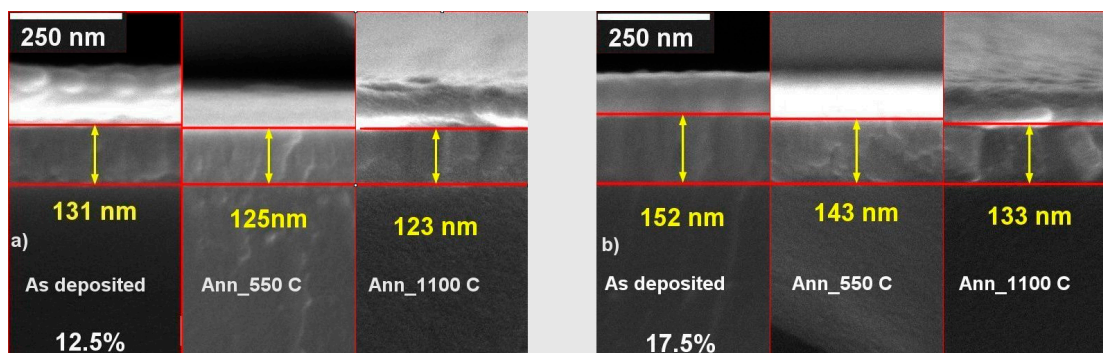 250 nm
131 nm
125nm
123 nm
a)
As deposited
Ann_550 C
Ann_1100 C
12.5%
250 nm
152 nm
143 nm
133 nm
b)
As deposited
Ann_550 C
Ann_1100 C
17.5%